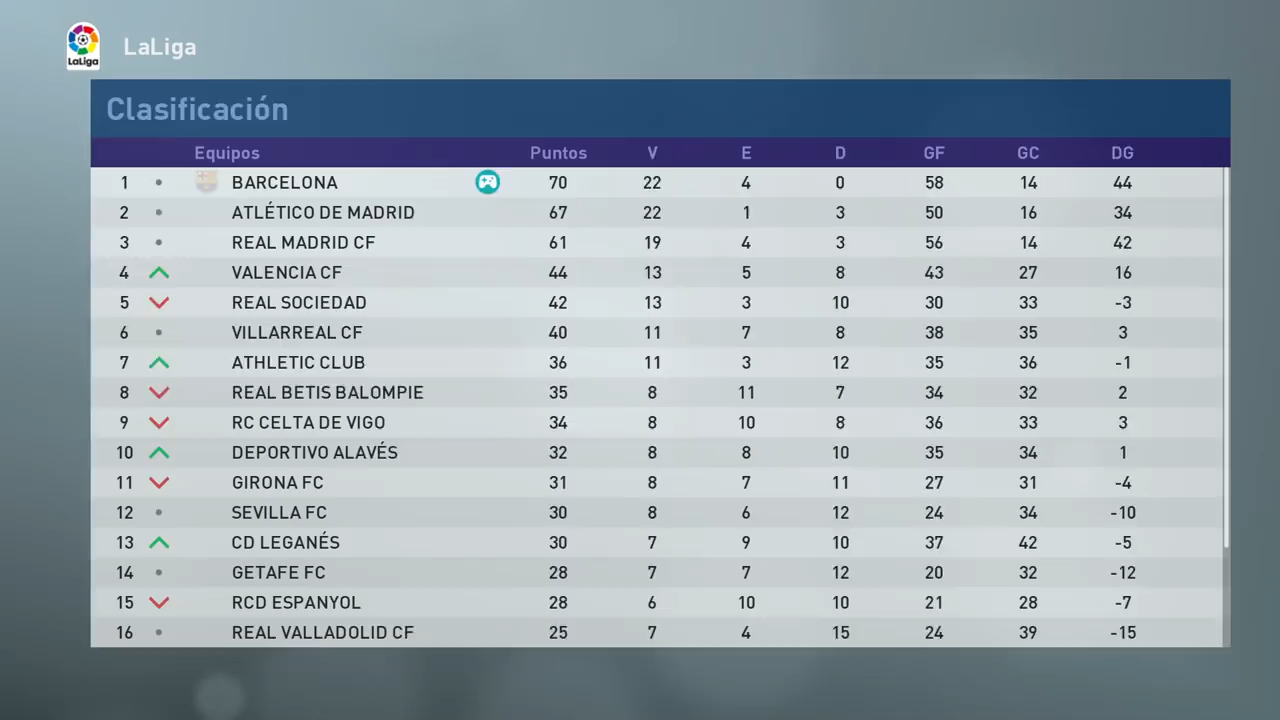 LaLiga LaLiga
Clasificación
Equipos Puntos V E D GF GC DG
1 BARCELONA 70 22 4 0 58 14 44
2 ATLÉTICO DE MADRID 67 22 1 3 50 16 34
3 REAL MADRID CF 61 19 4 3 56 14 42
4 VALENCIA CF 44 13 5 8 43 27 16
5 REAL SOCIEDAD 42 13 3 10 30 33 -3
6 VILLARREAL CF 40 11 7 8 38 35 3
7 ATHLETIC CLUB 36 11 3 12 35 36 -1
8 REAL BETIS BALOMPIE 35 8 11 7 34 32 2
9 RC CELTA DE VIGO 34 8 10 8 36 33 3
10 DEPORTIVO ALAVÉS 32 8 8 10 35 34 1
11 GIRONA FC 31 8 7 11 27 31 -4
12 SEVILLA FC 30 8 6 12 24 34 -10
13 CD LEGANÉS 30 7 9 10 37 42 -5
14 GETAFE FC 28 7 7 12 20 32 -12
15 RCD ESPANYOL 28 6 10 10 21 28 -7
16 REAL VALLADOLID CF 25 7 4 15 24 39 -15